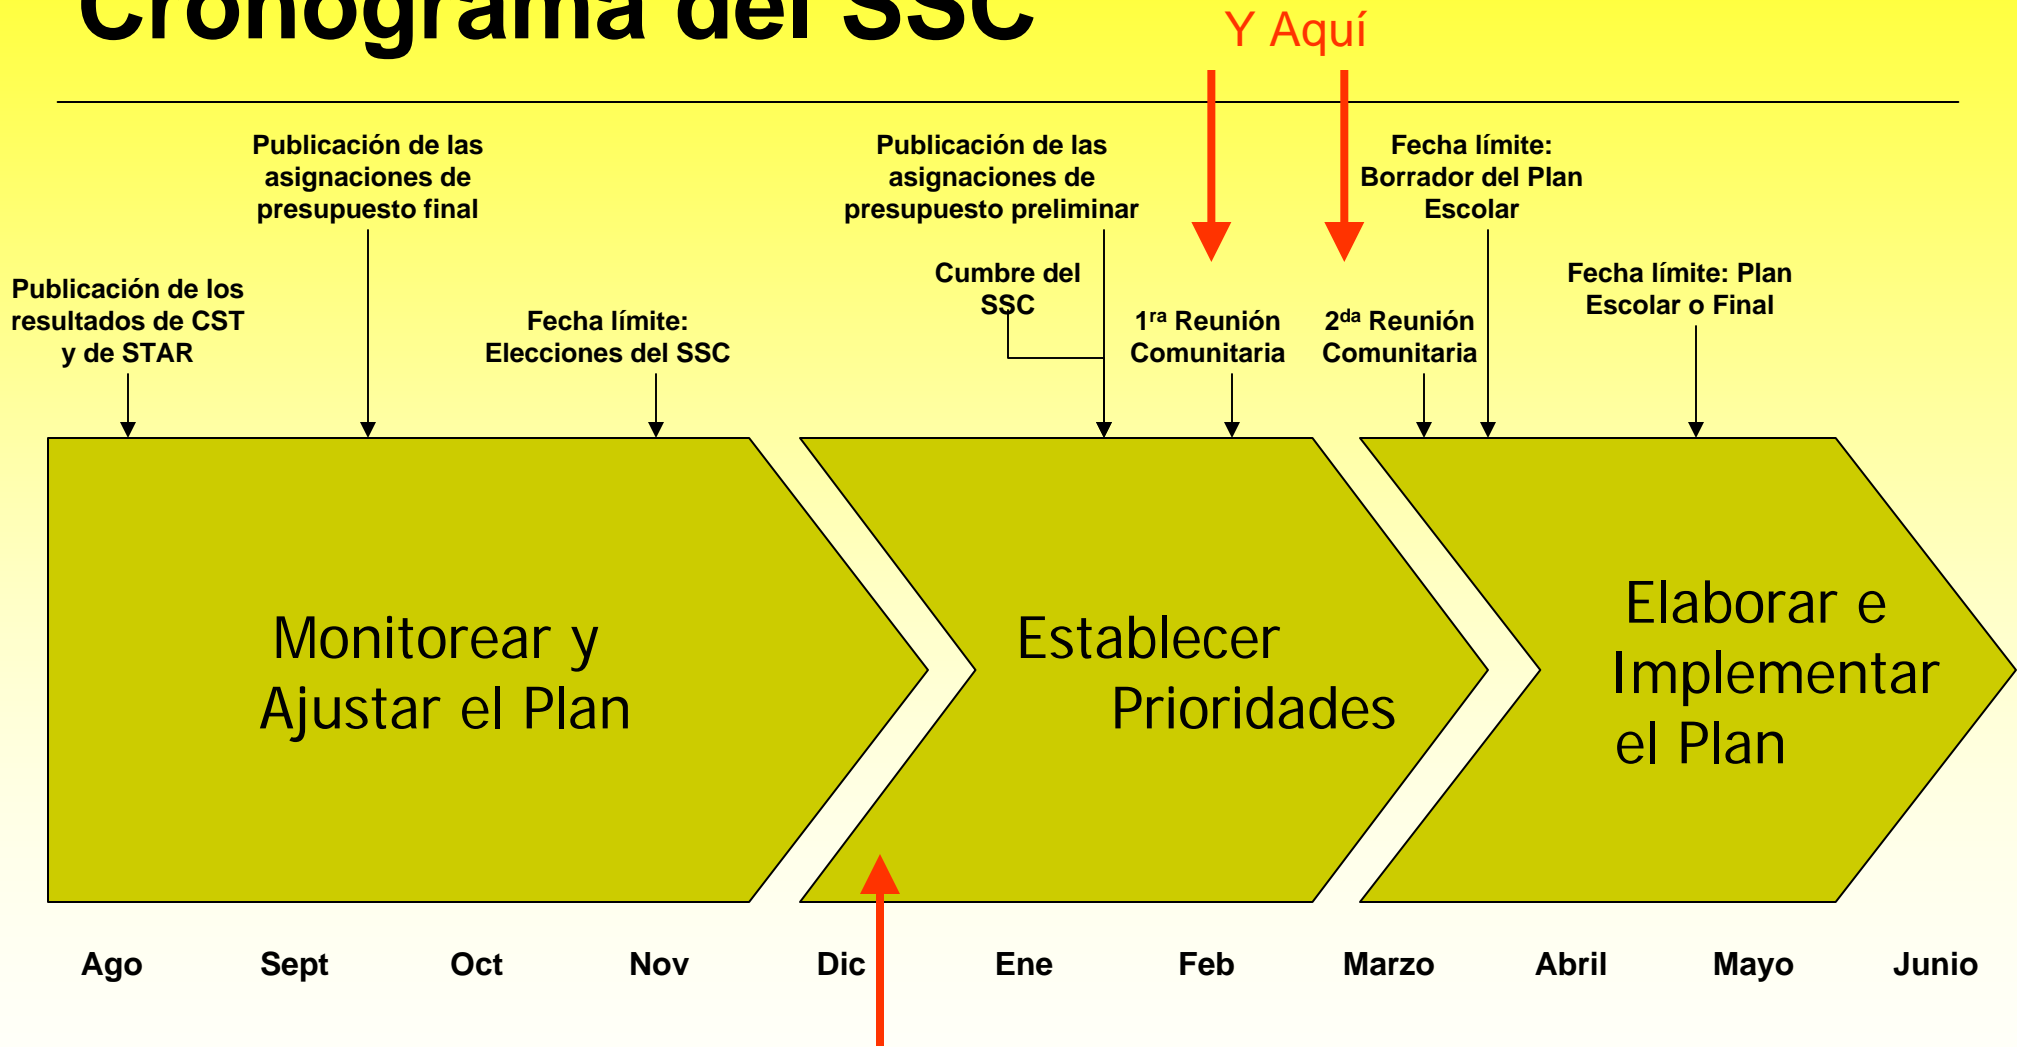 Cronograma del SSC
Y Aquí
Publicación de las
asignaciones de
presupuesto final
Publicación de las
asignaciones de
presupuesto preliminar
Fecha límite:
Borrador del Plan
Escolar
Publicación de los
resultados de CST
y de STAR
Fecha límite:
Elecciones del SSC
Cumbre del
SSC
1ra Reunión
Comunitaria
2da Reunión
Comunitaria
Fecha límite: Plan
Escolar o Final
Monitorear y
Ajustar el Plan
Establecer
Prioridades
Elaborar e
Implementar
el Plan
Ago Sept Oct Nov Dic Ene Feb Marzo Abril Mayo Junio